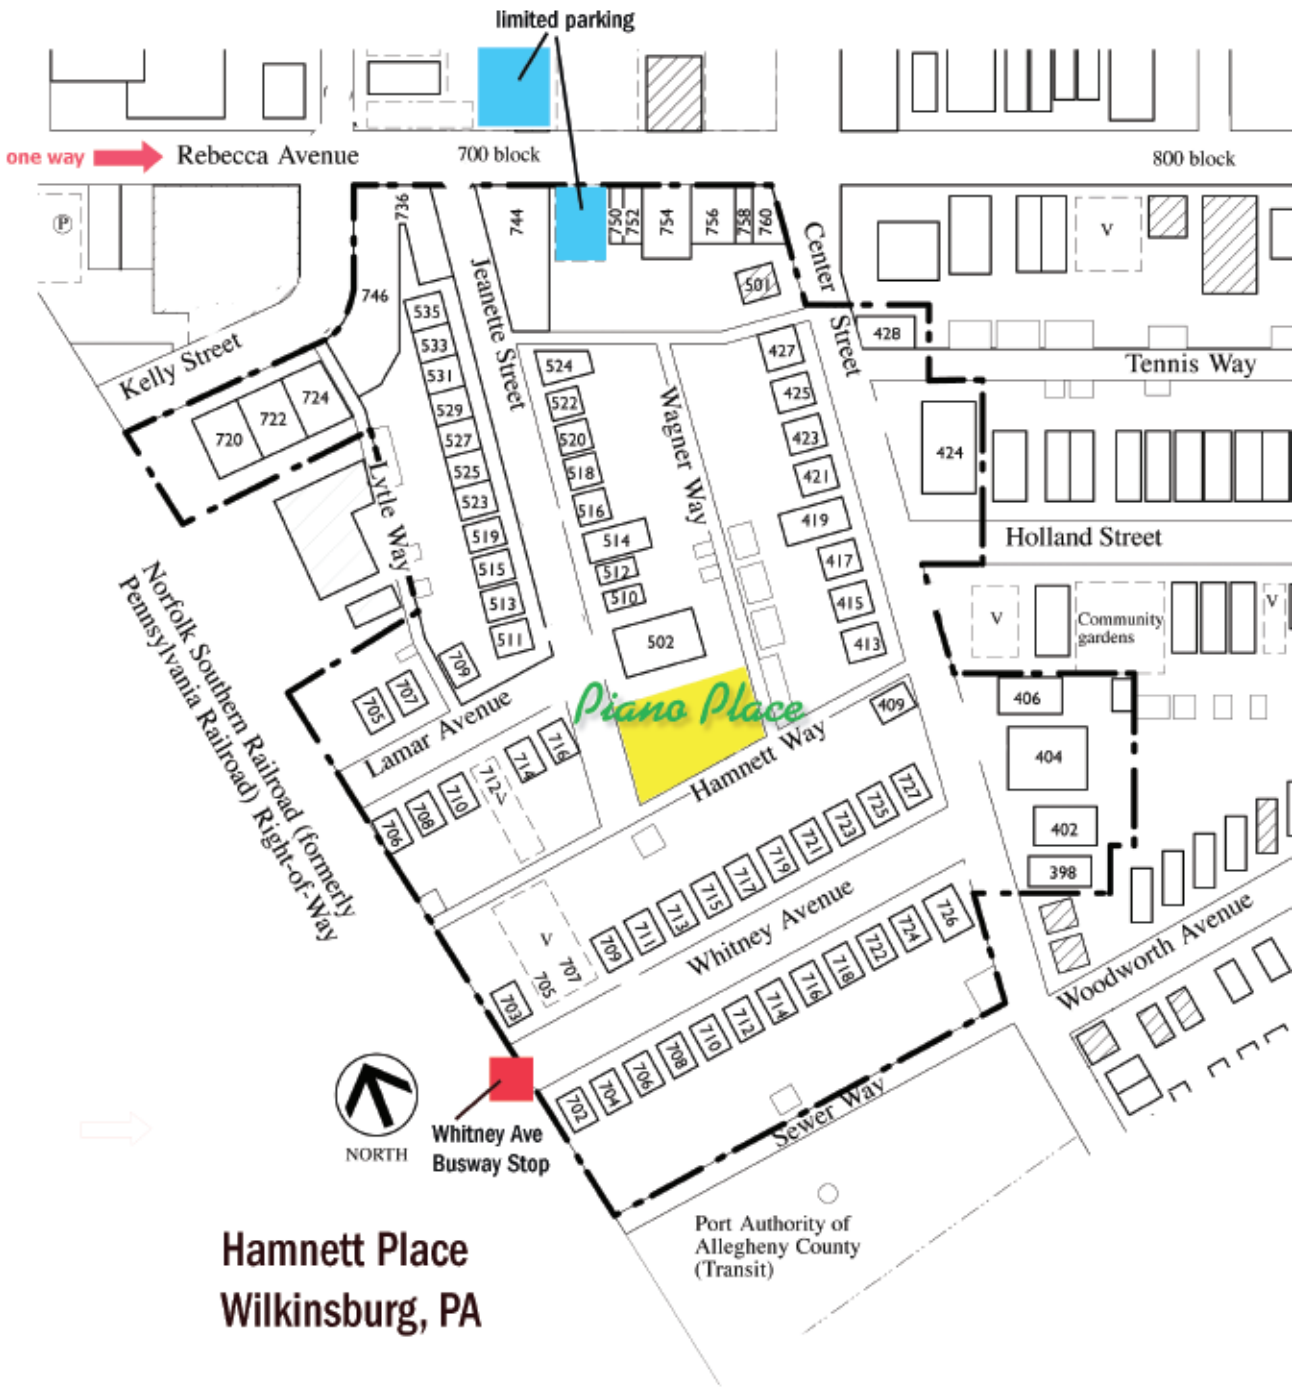 limited parking
one way
Rebecca Avenue
700 block
800 block
P
736
744
750
752
754
756
758
760
V
746
501
Center
Street
428
Jeanette Street
535
533
531
529
527
525
523
519
515
513
511
Kelly Street
720
722
724
Lytle Way
524
522
520
518
516
514
512
510
502
Wagner Way
427
425
423
421
419
417
415
413
Tennis Way
424
Holland Street
V
Community
gardens
V
Norfolk Southern Railroad (formerly
Pennsylvania Railroad) Right-of-Way
705
707
709
Lamar Avenue
Piano Place
Hamnett Way
409
406
404
402
398
706
708
710
712
V
714
716
703
705
707
V
709
711
713
715
717
719
721
723
725
727
Whitney Avenue
Woodworth Avenue
702
704
706
708
710
712
714
716
718
722
724
726
Sewer Way
NORTH
Whitney Ave
Busway Stop
Port Authority of
Allegheny County
(Transit)
Hamnett Place
Wilkinsburg, PA